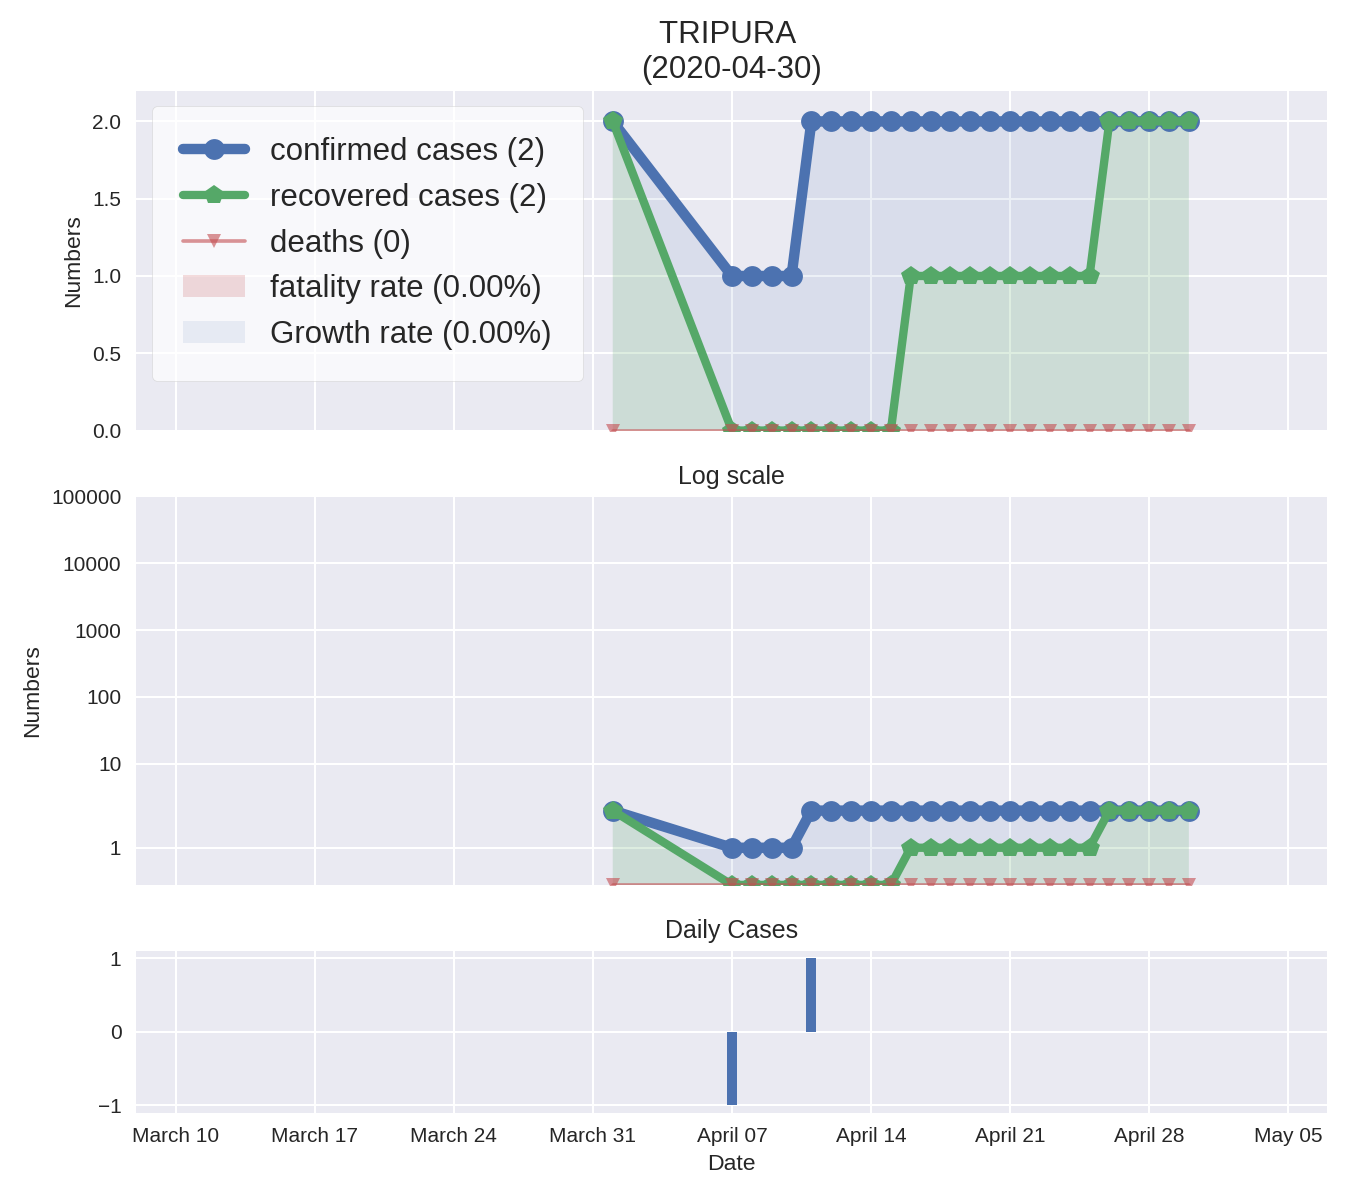 TRIPURA
(2020-04-30)
2.0
1.5
1.0
0.5
0.0
Numbers
confirmed cases (2)
recovered cases (2)
deaths (0)
fatality rate (0.00%)
Growth rate (0.00%)
Log scale
100000
10000
1000
100
10
1
Numbers
Daily Cases
1
0
−1
March 10 March 17 March 24 March 31 April 07 April 14 April 21 April 28 May 05
Date